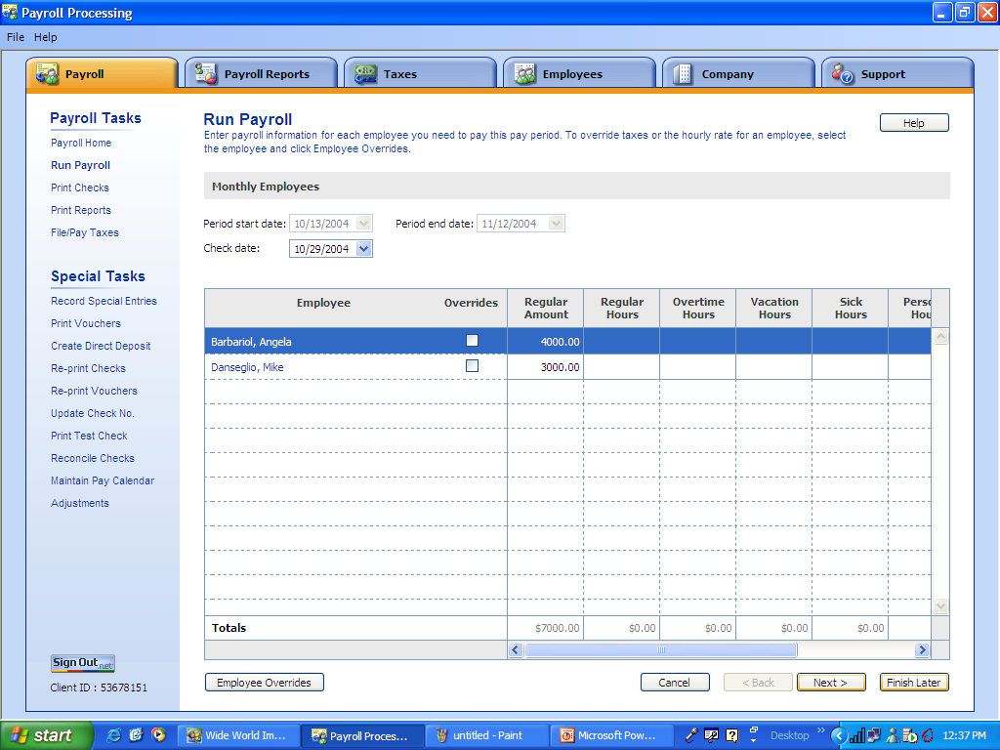 Payroll Processing
File Help
Payroll
Payroll Reports
Taxes
Employees
Company
Support
Payroll Tasks
Payroll Home
Run Payroll
Print Checks
Print Reports
File/Pay Taxes
Special Tasks
Record Special Entries
Print Vouchers
Create Direct Deposit
Re-print Checks
Re-print Vouchers
Update Check No.
Print Test Check
Reconcile Checks
Maintain Pay Calendar
Adjustments
Sign Out.net
Client ID : 53678151
Run Payroll
Help
Enter payroll information for each employee you need to pay this pay period. To override taxes or the hourly rate for an employee, select
the employee and click Employee Overrides.
Monthly Employees
Period start date: 10/13/2004 Period end date: 11/12/2004
Check date: 10/29/2004
Employee Overrides Regular Amount Regular Hours Overtime Hours Vacation Hours Sick Hours Perso Hou
Barbariol, Angela 4000.00
Danseglio, Mike 3000.00
Totals $7000.00 $0.00 $0.00 $0.00 $0.00
Employee Overrides Cancel < Back Next > Finish Later
start Wide World Im... Payroll Proces... untitled - Paint Microsoft Pow... Desktop » 12:37 PM